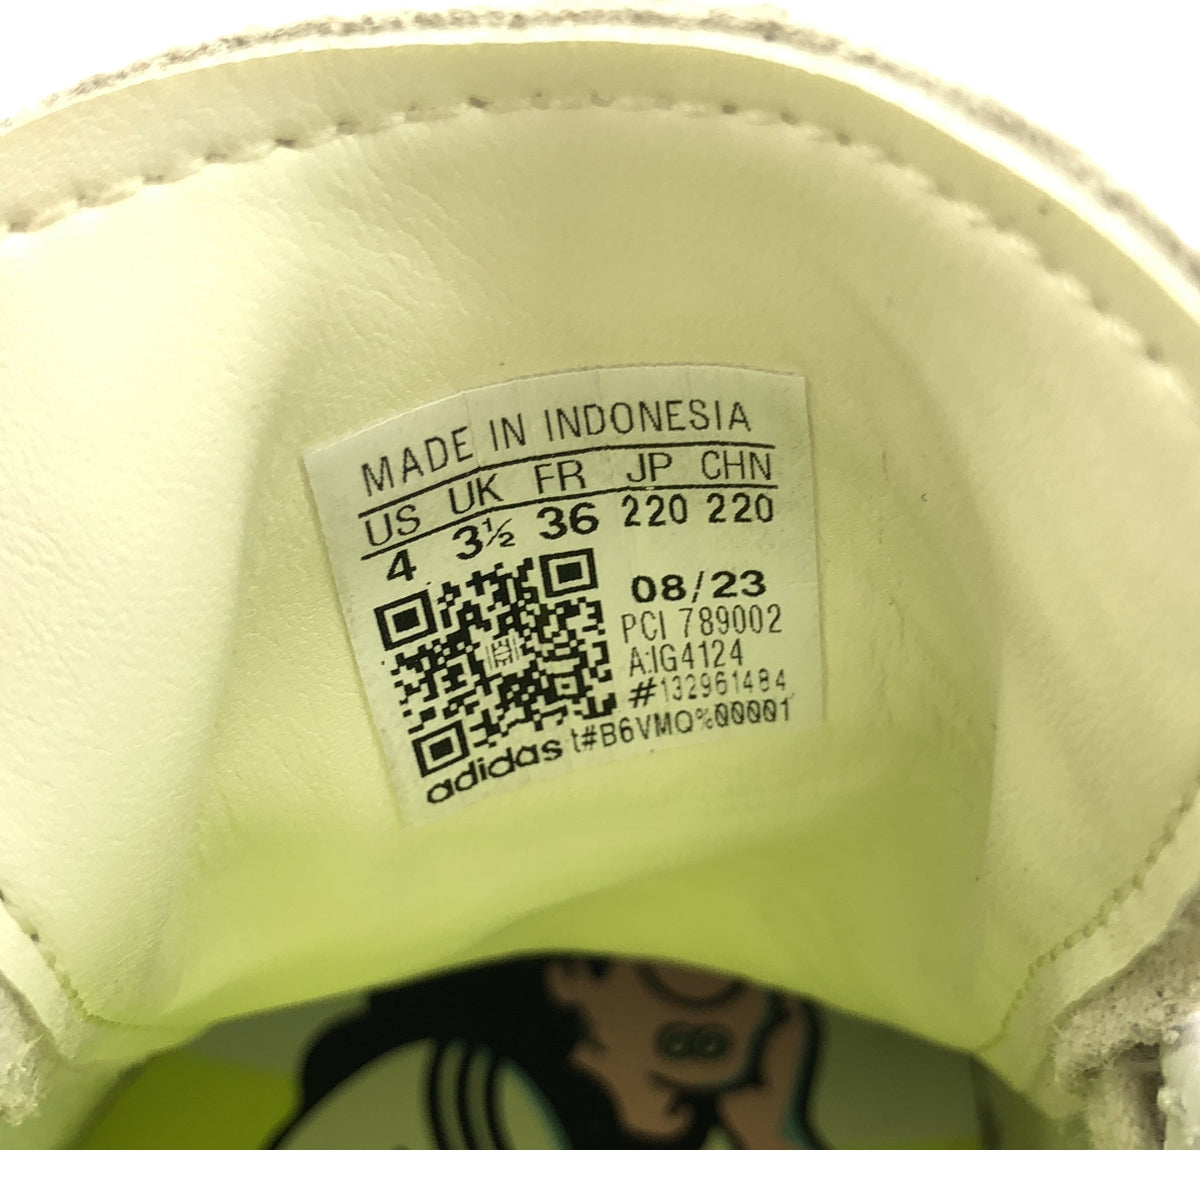 MADE IN INDONESIA
US UK FR JP CHN
4 3½ 36 220 220
08/23
PCI 789002
A:IG4124
#132961484
adidas t#B6VMQ%00001